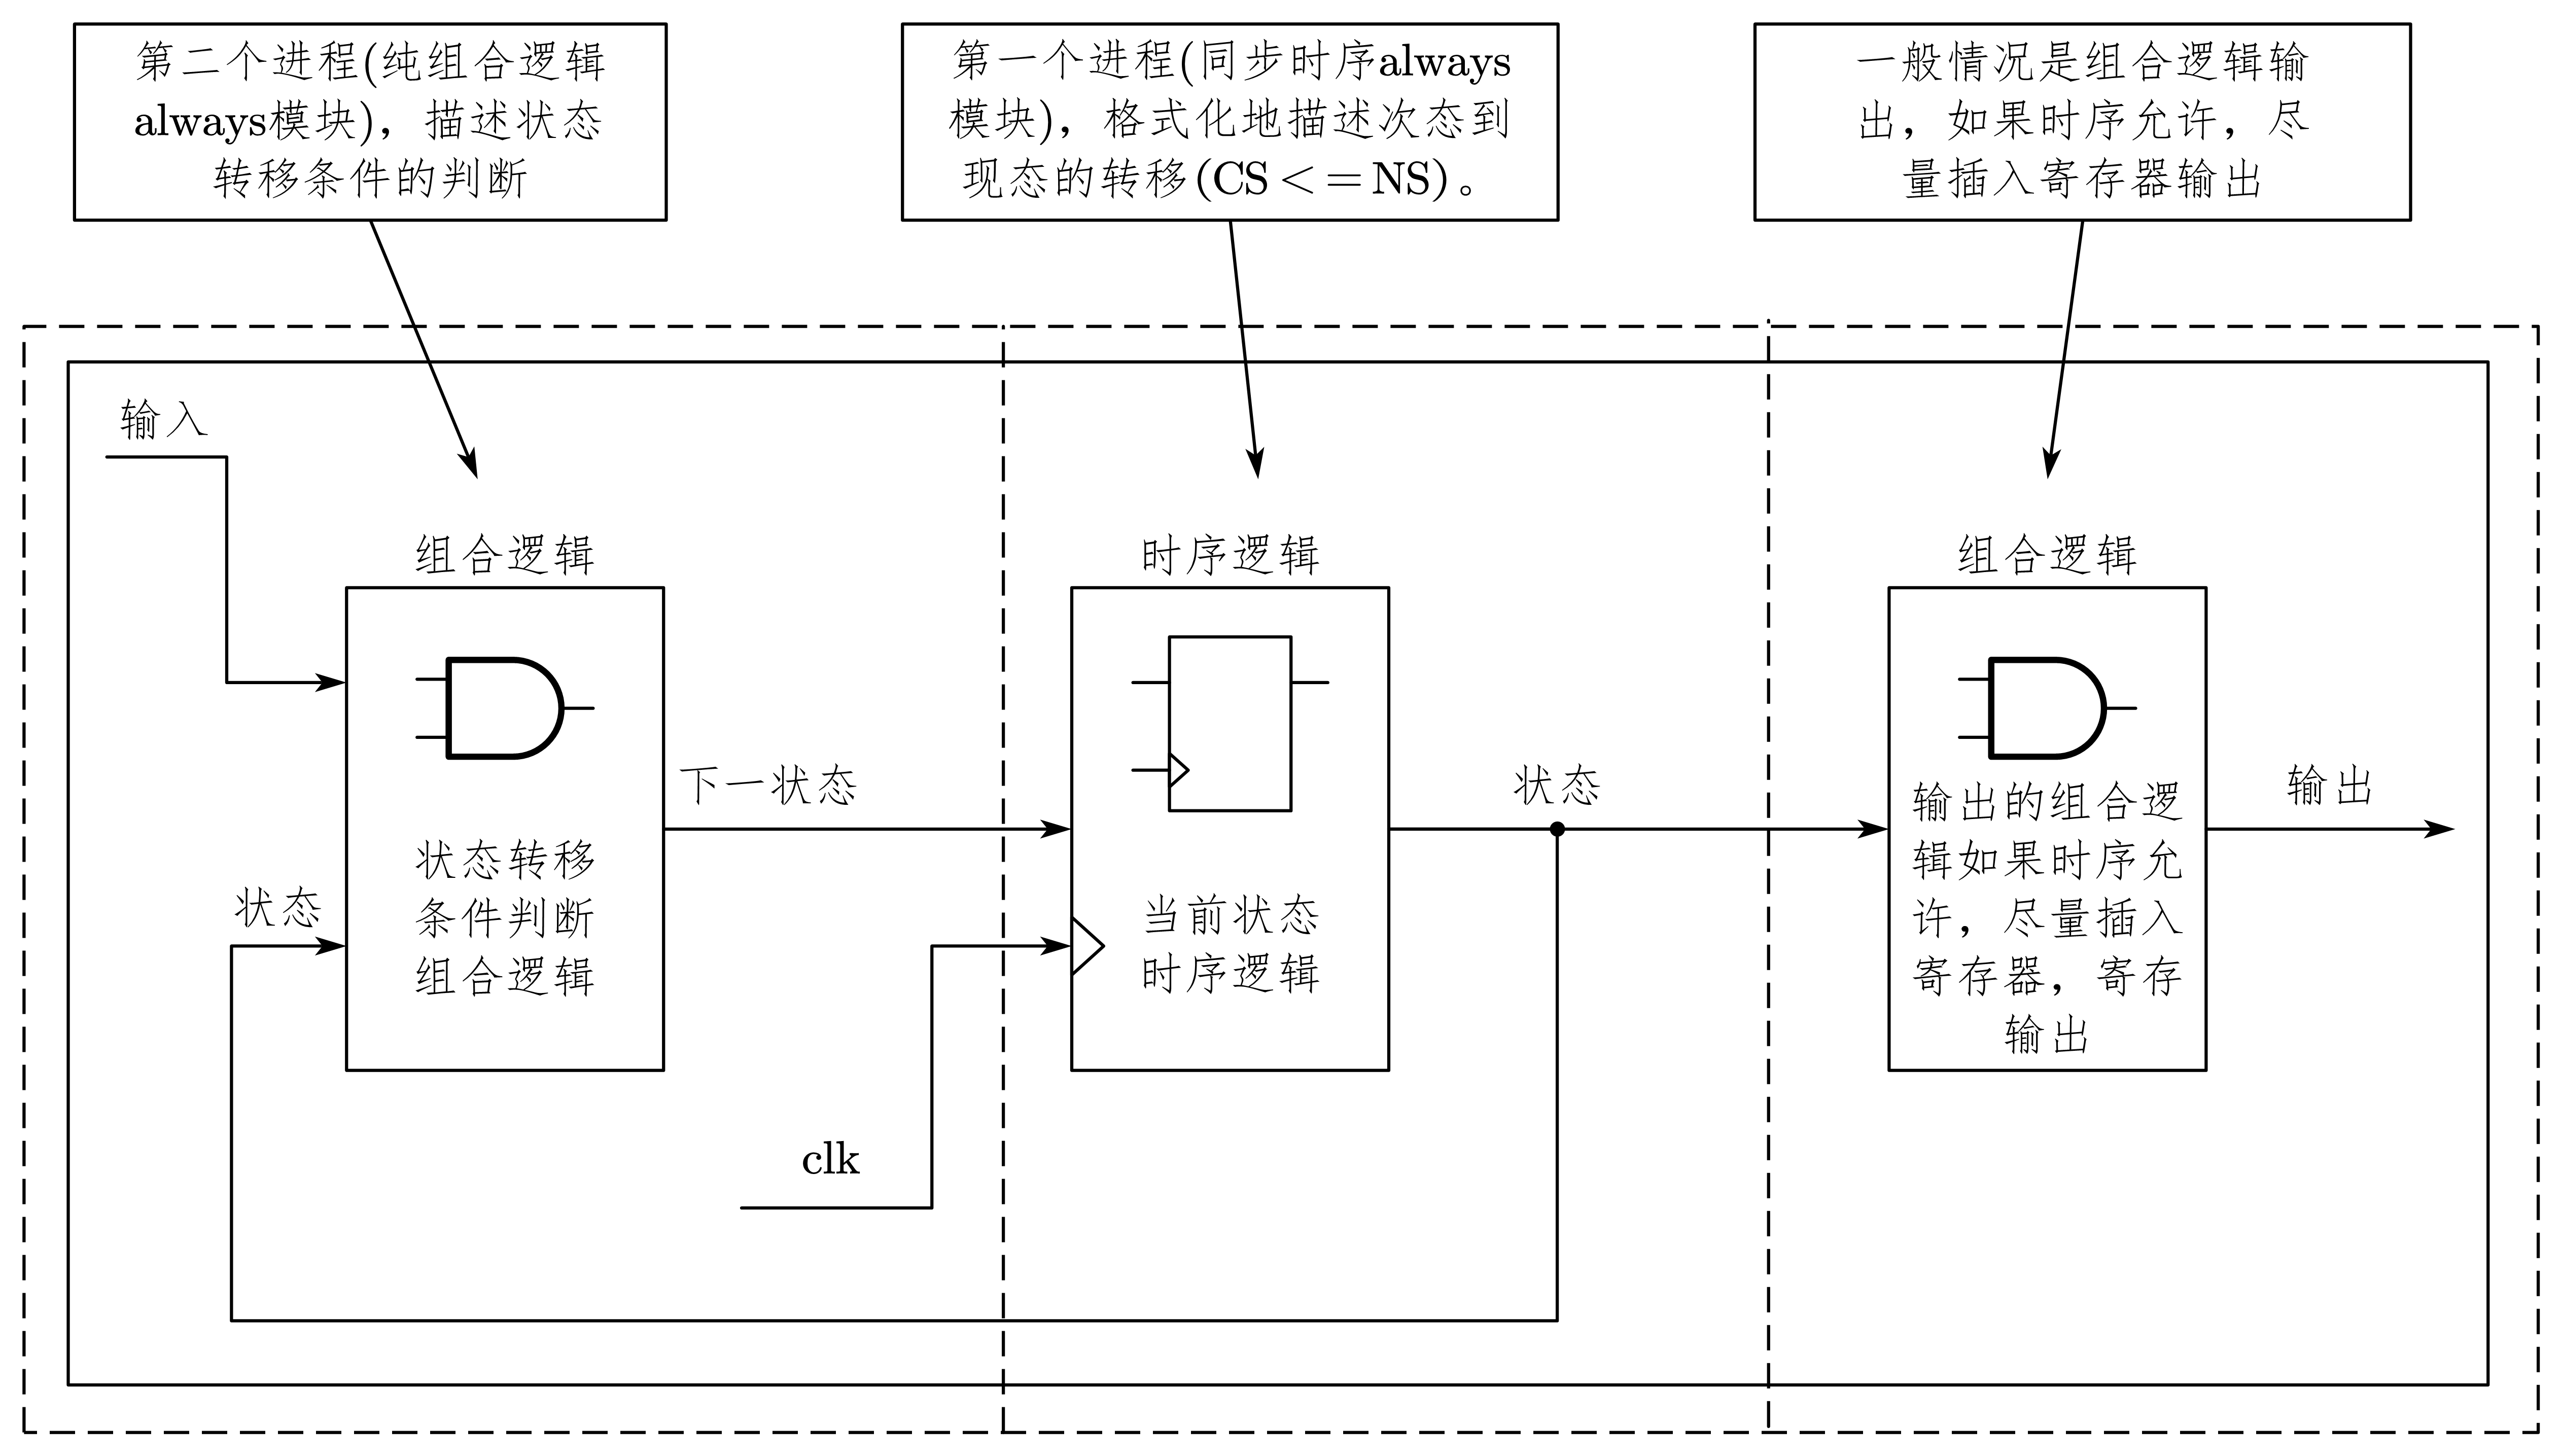 第二个进程(纯组合逻辑
always模块)，描述状态
转移条件的判断
第一个进程(同步时序always
模块)，格式化地描述次态到
现态的转移(CS < = NS)。
一般情况是组合逻辑输
出，如果时序允许，尽
量插入寄存器输出
输入
组合逻辑
时序逻辑
组合逻辑
下一状态
状态
输出
状态
状态转移
条件判断
组合逻辑
当前状态
时序逻辑
输出的组合逻
辑如果时序允
许，尽量插入
寄存器，寄存
输出
clk